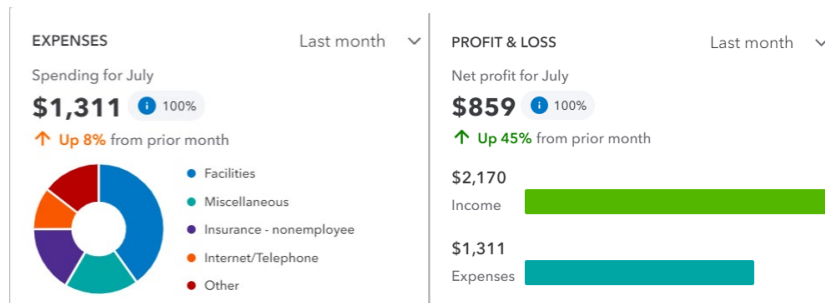 EXPENSES
Last month
Spending for July
$1,311 i 100%
Up 8% from prior month
Facilities
Miscellaneous
Insurance - nonemployee
Internet/Telephone
Other
PROFIT & LOSS
Last month
Net profit for July
$859 i 100%
Up 45% from prior month
$2,170
Income
$1,311
Expenses